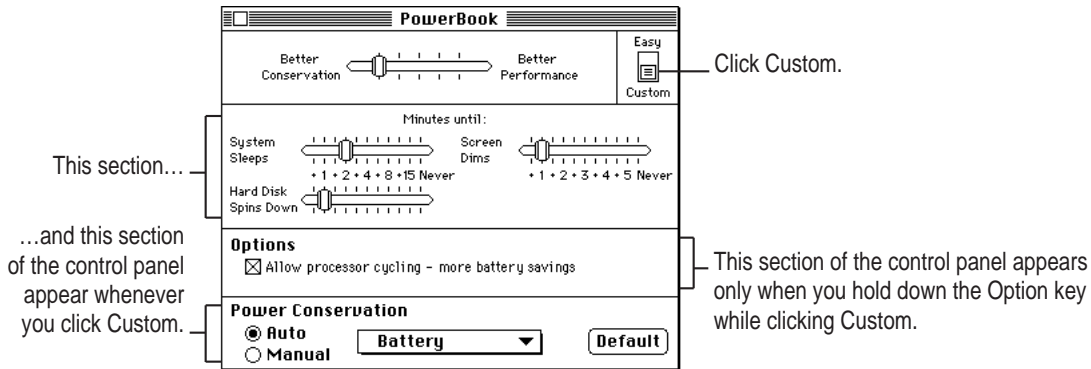 PowerBook
Better
Conservation
Better
Performance
Easy
Custom
Click Custom.
Minutes until:
System
Sleeps
+ 1 + 2 + 4 + 8 +15 Never
Screen
Dims
+ 1 + 2 + 3 + 4 + 5 Never
Hard Disk
Spins Down
This section…
Options
Allow processor cycling – more battery savings
…and this section
of the control panel
appear whenever
you click Custom.
This section of the control panel appears
only when you hold down the Option key
while clicking Custom.
Power Conservation
Auto
Manual
Battery
Default